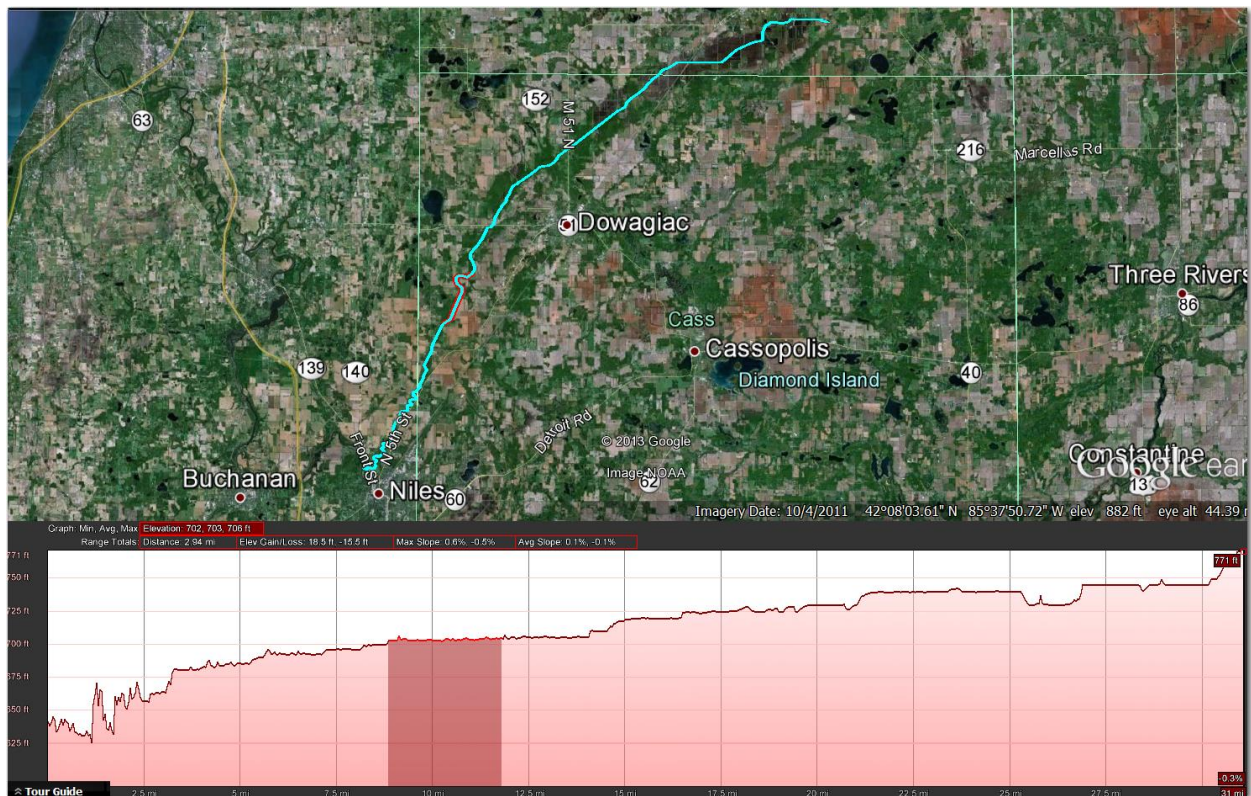 63
152
M 51 N
216
Marcellus Rd
51 Dowagiac
Three Rivers
86
Cass
Cassopolis
139
140
Diamond Island
40
N 5th St
Front St
Detroit Rd
© 2013 Google
Constantine
Buchanan
Niles
60
Image NOAA
62
Google ear
131
Imagery Date: 10/4/2011 42°08'03.61" N 85°37'50.72" W elev 882 ft eye alt 44.39
Graph: Min, Avg, Max Elevation: 702, 703, 706 ft
Range Totals: Distance: 2.94 mi Elev Gain/Loss: 18.5 ft, -15.5 ft Max Slope: 0.6%, -0.5% Avg Slope: 0.1%, -0.1%
771 ft
771 ft
750 ft
725 ft
700 ft
675 ft
650 ft
625 ft
-0.3%
Tour Guide 2.5 mi 5 mi 7.5 mi 10 mi 12.5 mi 15 mi 17.5 mi 20 mi 22.5 mi 25 mi 27.5 mi 31 mi